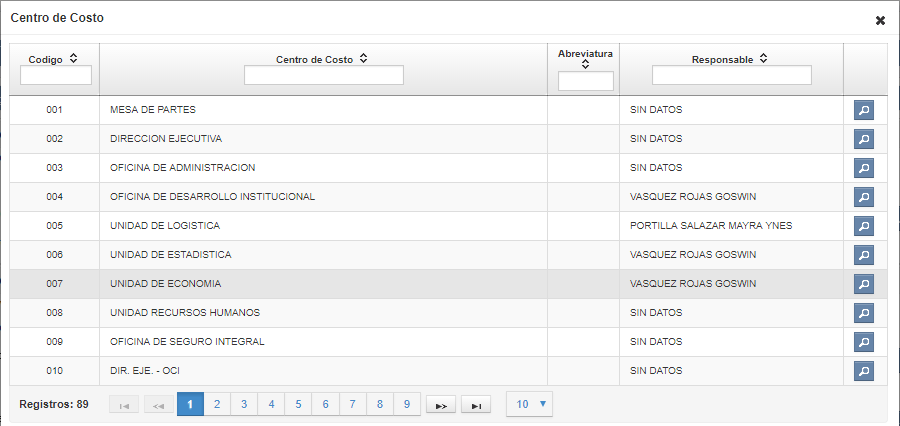 Centro de Costo
Codigo Centro de Costo Abreviatura Responsable
001 MESA DE PARTES SIN DATOS
002 DIRECCION EJECUTIVA SIN DATOS
003 OFICINA DE ADMINISTRACION SIN DATOS
004 OFICINA DE DESARROLLO INSTITUCIONAL VASQUEZ ROJAS GOSWIN
005 UNIDAD DE LOGISTICA PORTILLA SALAZAR MAYRA YNES
006 UNIDAD DE ESTADISTICA VASQUEZ ROJAS GOSWIN
007 UNIDAD DE ECONOMIA VASQUEZ ROJAS GOSWIN
008 UNIDAD RECURSOS HUMANOS SIN DATOS
009 OFICINA DE SEGURO INTEGRAL SIN DATOS
010 DIR. EJE. - OCI SIN DATOS
Registros: 89 1 2 3 4 5 6 7 8 9 10